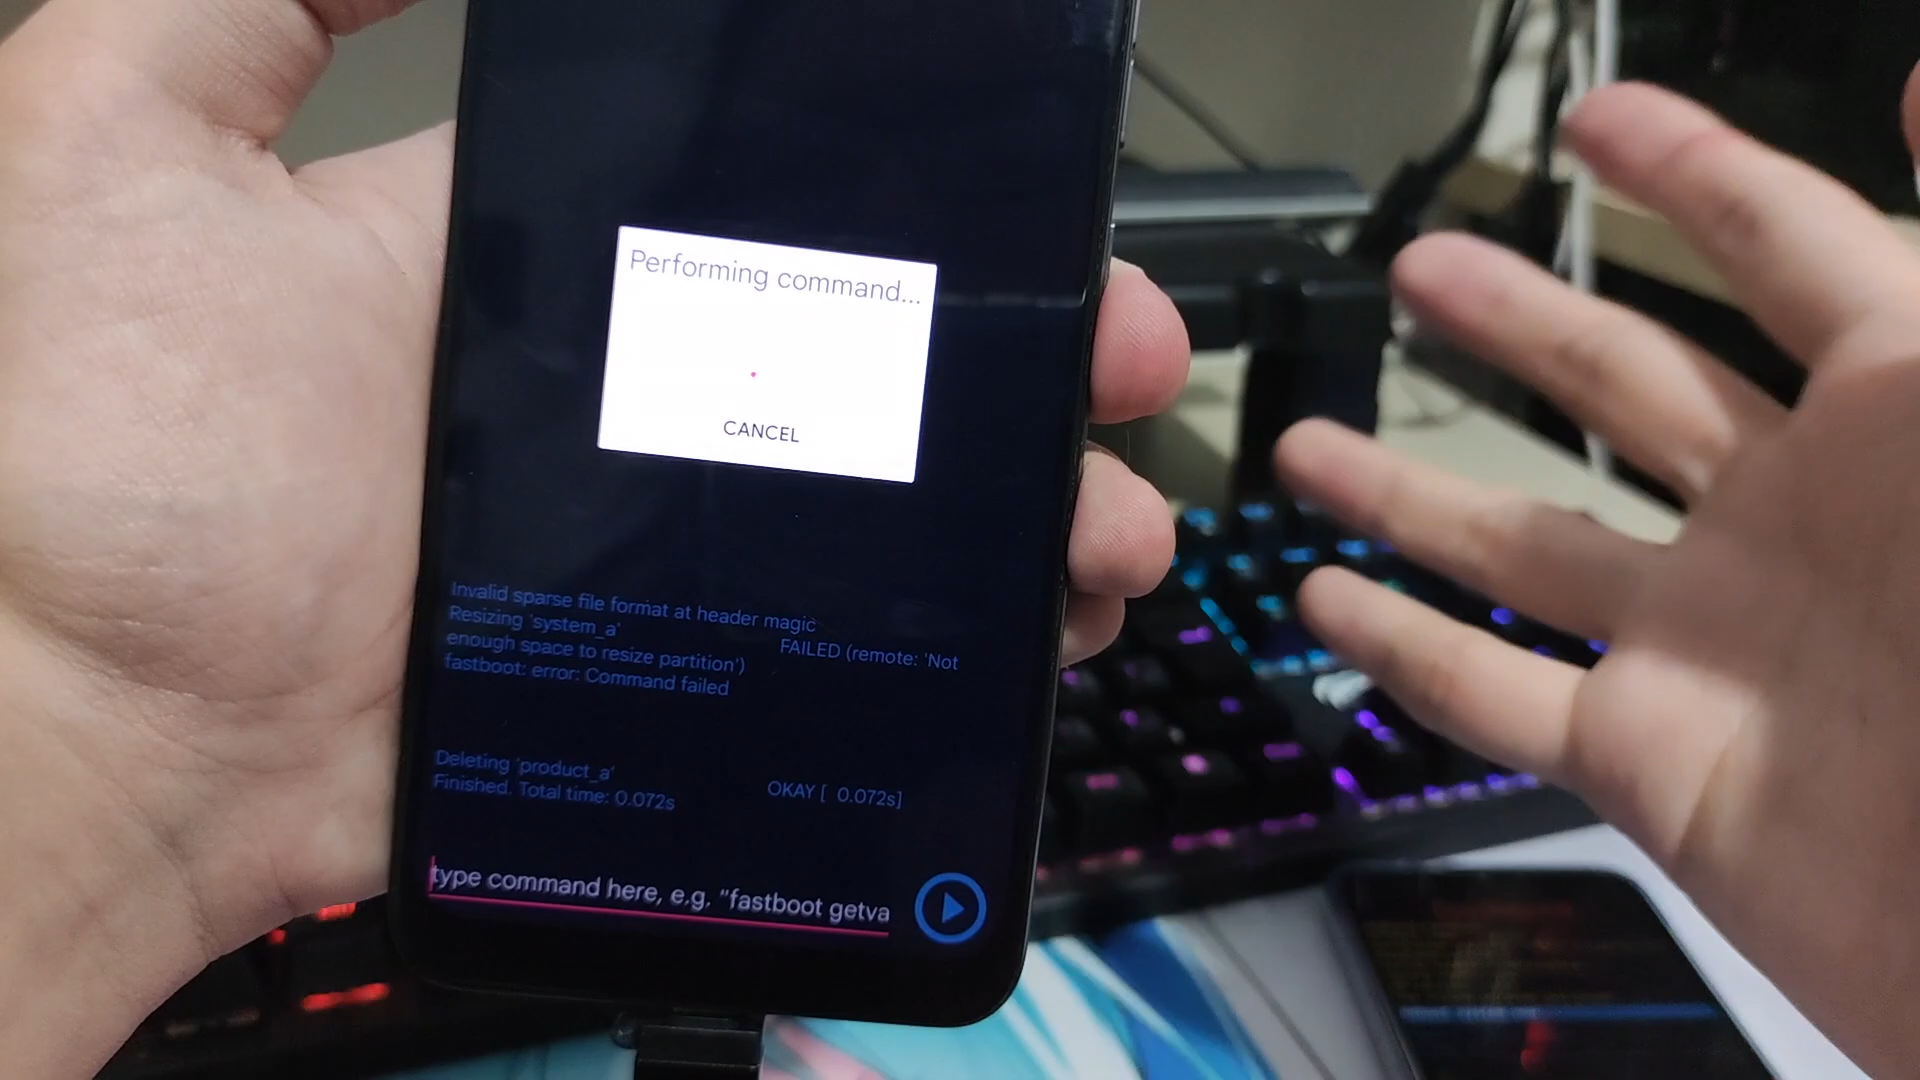 Performing command...
CANCEL
Invalid sparse file format at header magic
Resizing 'system_a' FAILED (remote: 'Not
enough space to resize partition')
fastboot: error: Command failed
Deleting 'product_a' OKAY [ 0.072s]
Finished. Total time: 0.072s
type command here, e.g. "fastboot getva